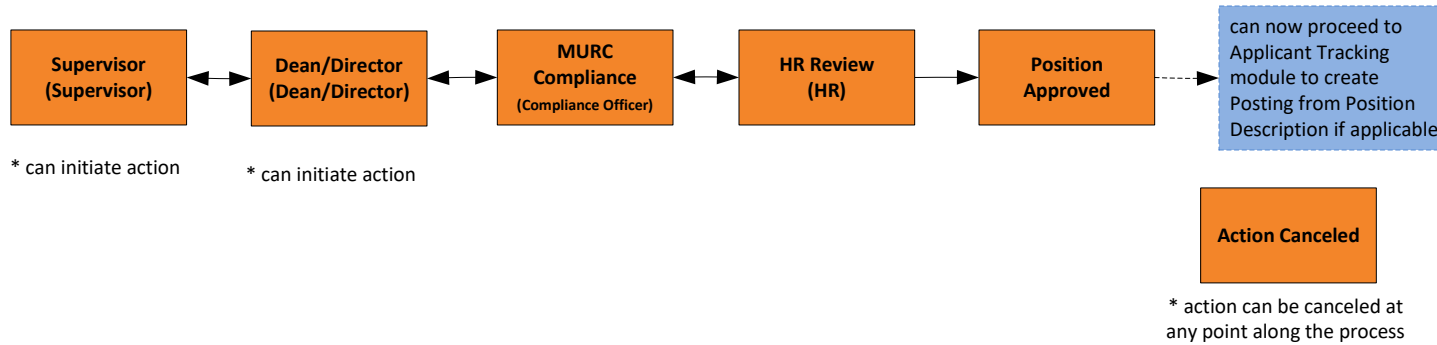 Supervisor
(Supervisor)
* can initiate action
Dean/Director
(Dean/Director)
* can initiate action
MURC
Compliance
(Compliance Officer)
HR Review
(HR)
Position
Approved
can now proceed to
Applicant Tracking
module to create
Posting from Position
Description if applicable
Action Canceled
* action can be canceled at
any point along the process